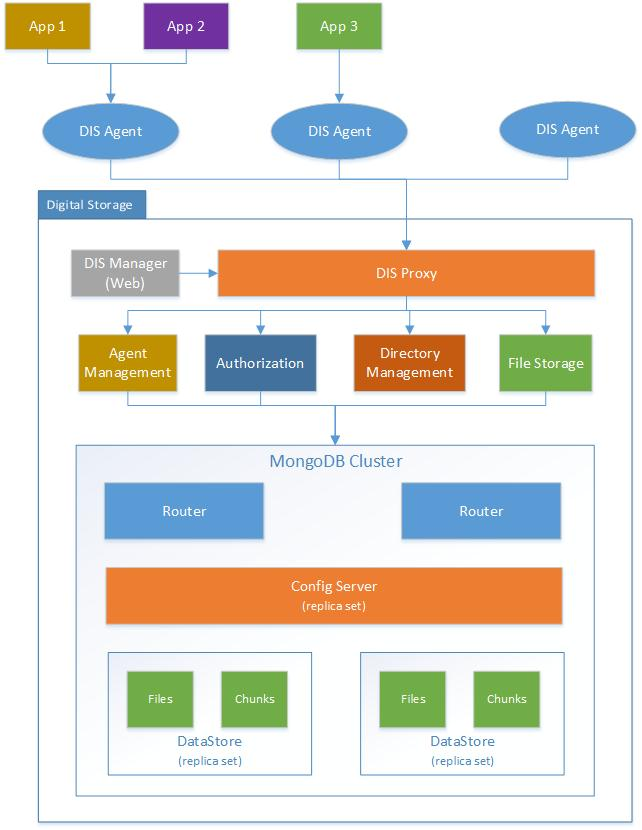 App 1
App 2
App 3
DIS Agent
DIS Agent
DIS Agent
Digital Storage
DIS Manager
(Web)
DIS Proxy
Agent
Management
Authorization
Directory
Management
File Storage
MongoDB Cluster
Router
Router
Config Server
(replica set)
Files
Chunks
DataStore
(replica set)
Files
Chunks
DataStore
(replica set)